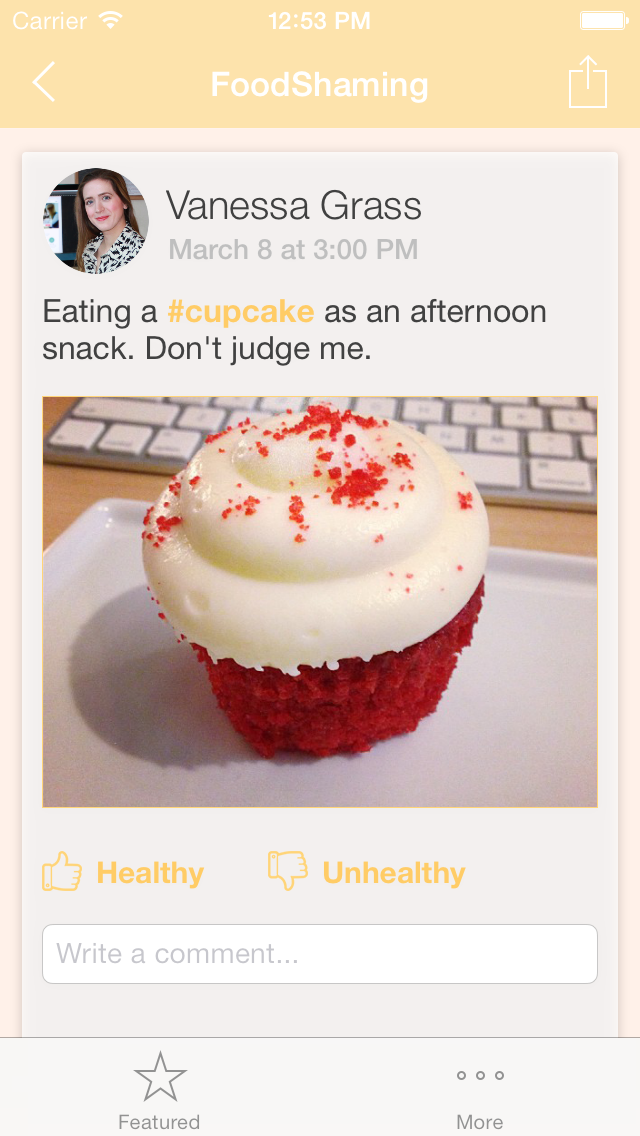 Carrier 12:53 PM
FoodShaming
Vanessa Grass
March 8 at 3:00 PM
Eating a #cupcake as an afternoon
snack. Don't judge me.
Healthy Unhealthy
Write a comment...
Featured More